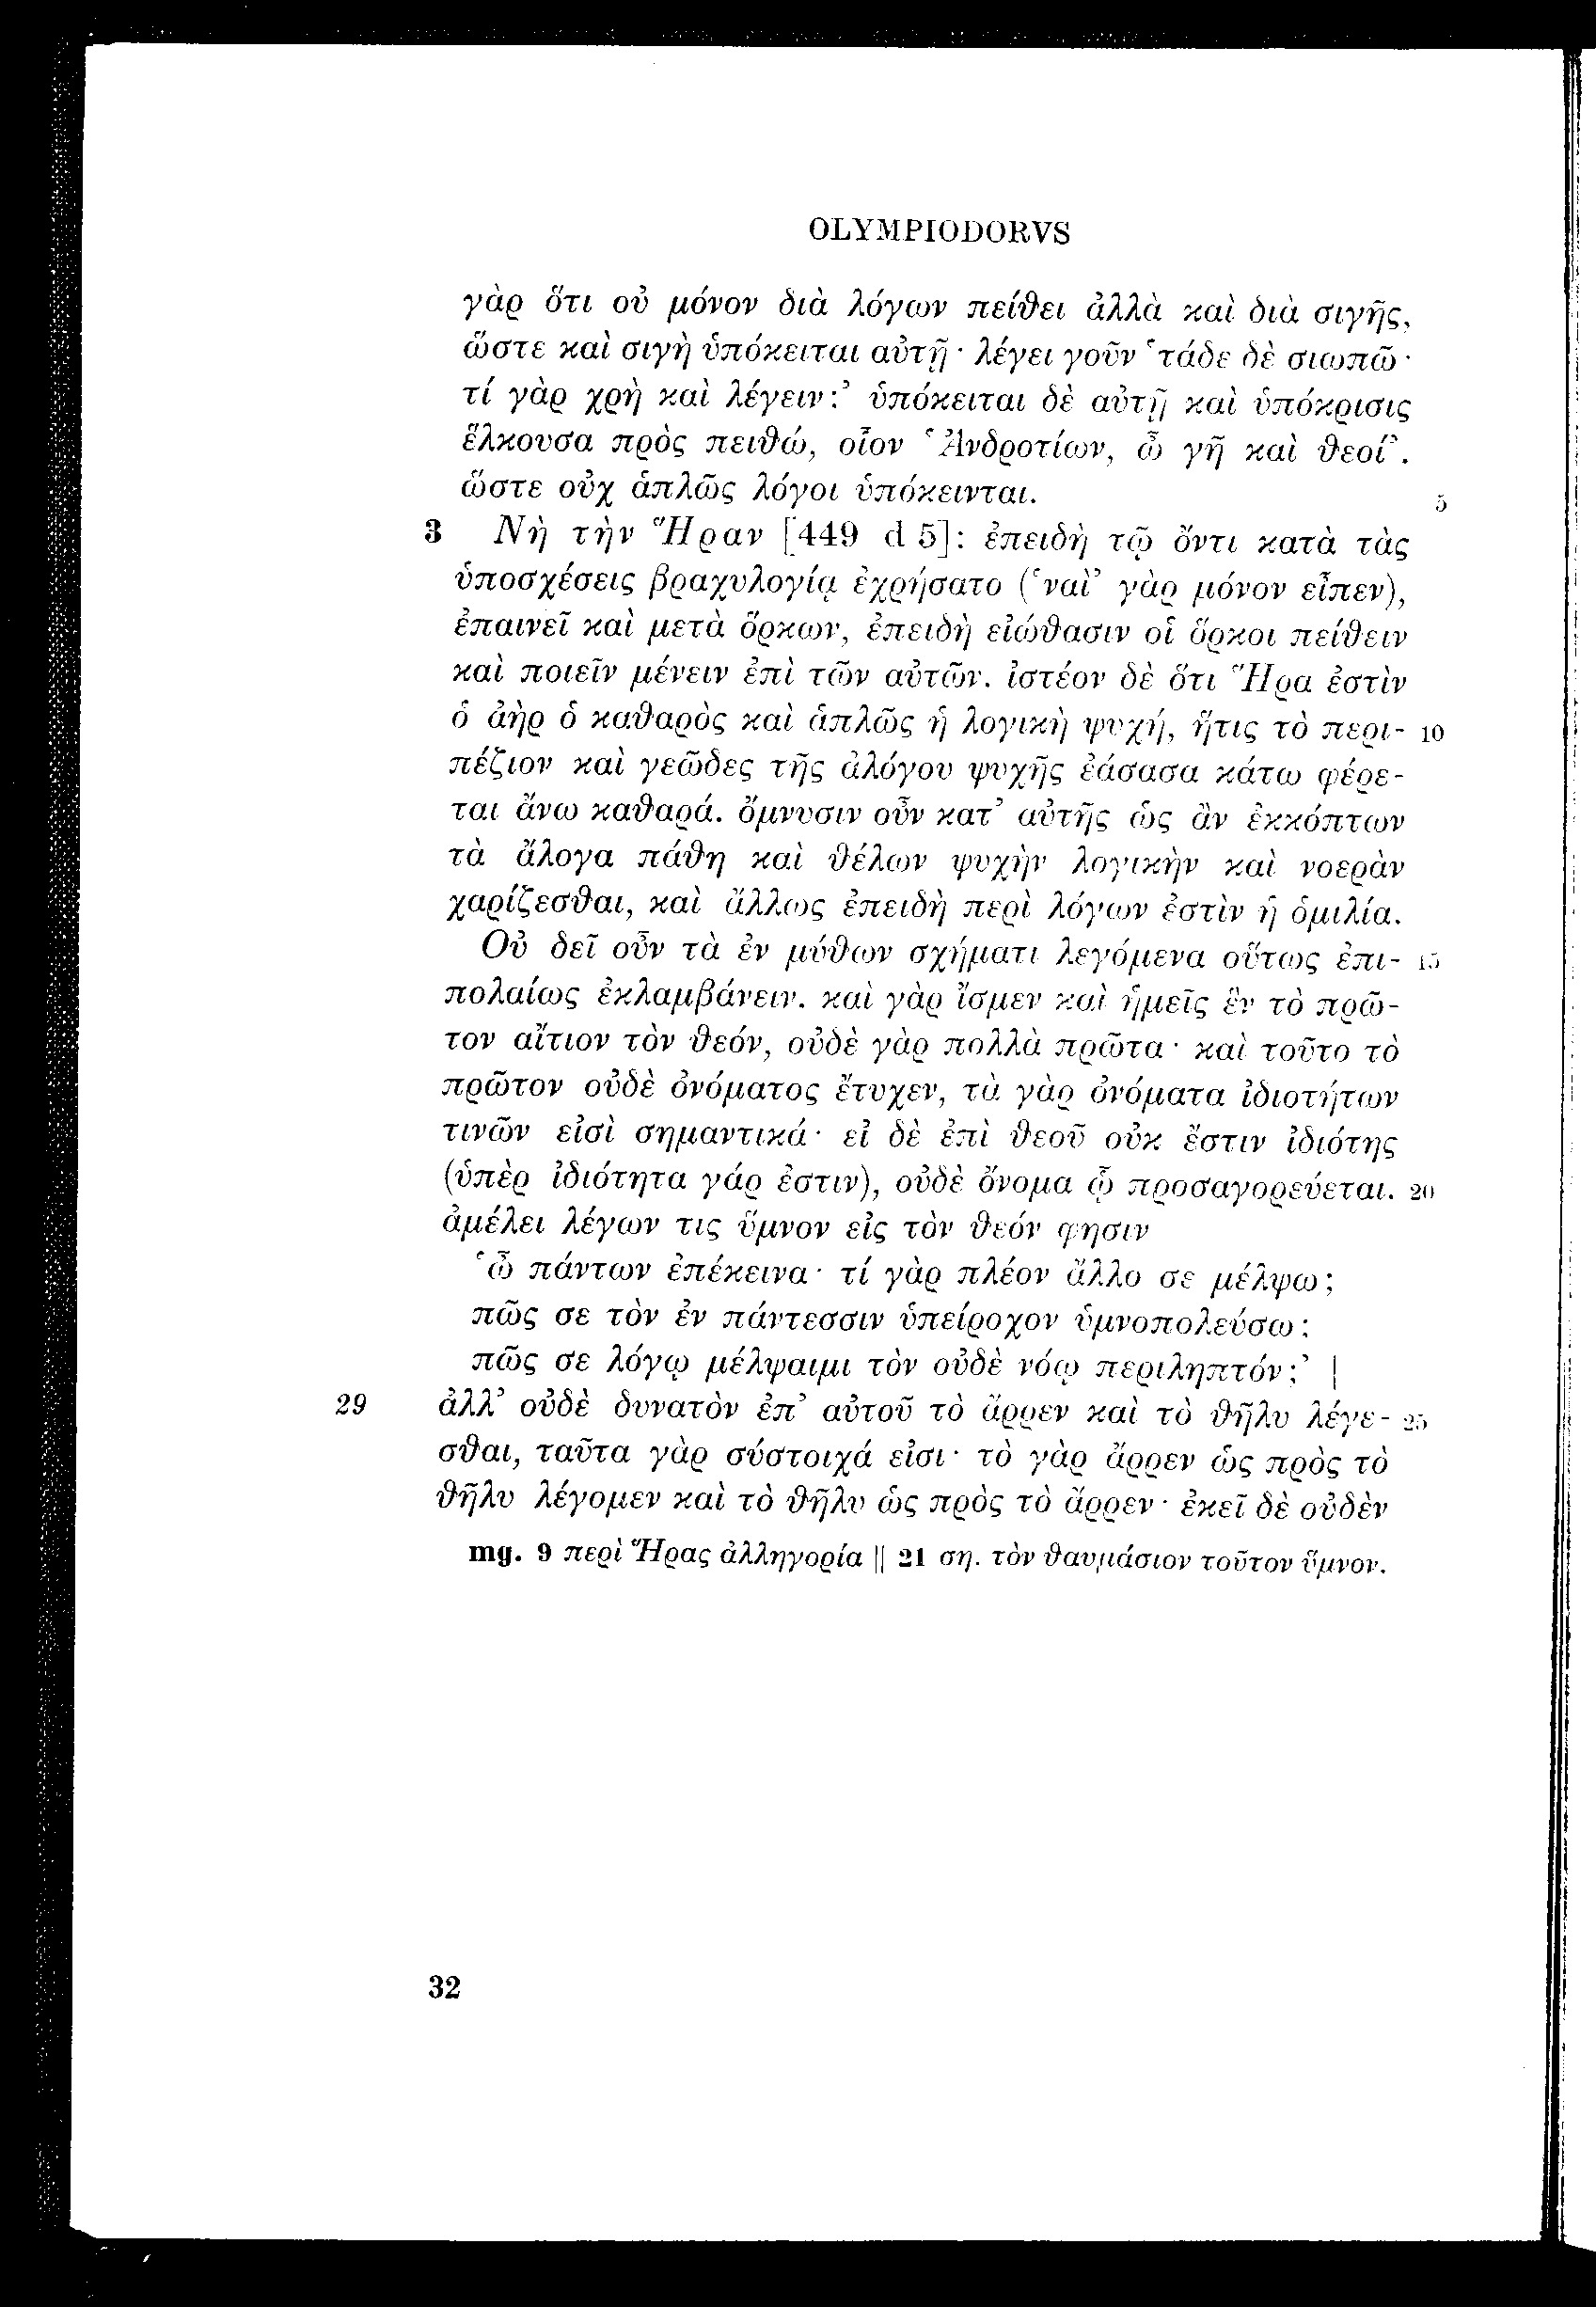 OLYMPIODORVS
γὰρ ὅτι οὐ μόνον διὰ λόγων πείθει ἀλλὰ καὶ διὰ σιγῆς,
ὥστε καὶ σιγὴ ὑπόκειται αὐτῇ· λέγει γοῦν ‘τάδε δὲ σιωπῶ·
τί γὰρ χρὴ καὶ λέγειν;’ ὑπόκειται δὲ αὐτῇ καὶ ὑπόκρισις
ἕλκουσα πρὸς πειθώ, οἷον ‘Ἀνδροτίων, ὦ γῆ καὶ θεοί’.
ὥστε οὐχ ἁπλῶς λόγοι ὑπόκεινται. 5
3 Νὴ τὴν Ἥραν [449 d 5]: ἐπειδὴ τῷ ὄντι κατὰ τὰς
ὑποσχέσεις βραχυλογίᾳ ἐχρήσατο (‘ναὶ’ γὰρ μόνον εἶπεν),
ἐπαινεῖ καὶ μετὰ ὅρκων, ἐπειδὴ εἰώθασιν οἱ ὅρκοι πείθειν
καὶ ποιεῖν μένειν ἐπὶ τῶν αὐτῶν. ἰστέον δὲ ὅτι Ἥρα ἐστὶν
ὁ ἀὴρ ὁ καθαρὸς καὶ ἁπλῶς ἡ λογικὴ ψυχή, ἥτις τὸ περι- 10
πέζιον καὶ γεῶδες τῆς ἀλόγου ψυχῆς ἐάσασα κάτω φέρε-
ται ἄνω καθαρά. ὄμνυσιν οὖν κατ’ αὐτῆς ὡς ἂν ἐκκόπτων
τὰ ἄλογα πάθη καὶ θέλων ψυχὴν λογικὴν καὶ νοερὰν
χαρίζεσθαι, καὶ ἄλλως ἐπειδὴ περὶ λόγων ἐστὶν ἡ ὁμιλία.
Οὐ δεῖ οὖν τὰ ἐν μύθων σχήματι λεγόμενα οὕτως ἐπι- 15
πολαίως ἐκλαμβάνειν. καὶ γὰρ ἴσμεν καὶ ἡμεῖς ἓν τὸ πρῶ-
τον αἴτιον τὸν θεόν, οὐδὲ γὰρ πολλὰ πρῶτα· καὶ τοῦτο τὸ
πρῶτον οὐδὲ ὀνόματος ἔτυχεν, τὰ γὰρ ὀνόματα ἰδιοτήτων
τινῶν εἰσὶ σημαντικά· εἰ δὲ ἐπὶ θεοῦ οὐκ ἔστιν ἰδιότης
(ὑπὲρ ἰδιότητα γάρ ἐστιν), οὐδὲ ὄνομα ᾧ προσαγορεύεται. 20
ἀμέλει λέγων τις ὕμνον εἰς τὸν θεόν φησιν
‘ὦ πάντων ἐπέκεινα· τί γὰρ πλέον ἄλλο σε μέλψω;
πῶς σε τὸν ἐν πάντεσσιν ὑπείροχον ὑμνοπολεύσω;
πῶς σε λόγῳ μέλψαιμι τὸν οὐδὲ νόῳ περιληπτόν;’ |
29 ἀλλ’ οὐδὲ δυνατὸν ἐπ’ αὐτοῦ τὸ ἄρρεν καὶ τὸ θῆλυ λέγε- 25
σθαι, ταῦτα γὰρ σύστοιχά εἰσι· τὸ γὰρ ἄρρεν ὡς πρὸς τὸ
θῆλυ λέγομεν καὶ τὸ θῆλυ ὡς πρὸς τὸ ἄρρεν· ἐκεῖ δὲ οὐδὲν
mg. 9 περὶ Ἥρας ἀλληγορία || 21 ση. τὸν θαυμάσιον τοῦτον ὕμνον.
32